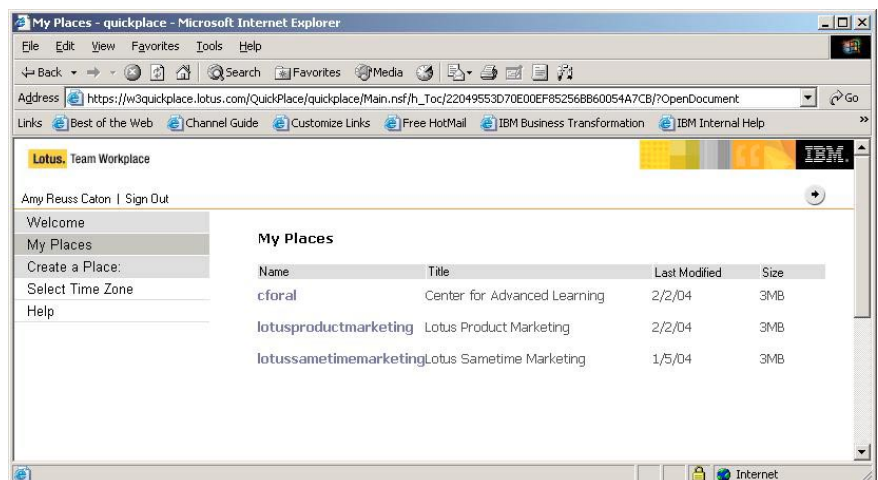 My Places - quickplace - Microsoft Internet Explorer
File Edit View Favorites Tools Help
Back Search Favorites Media
Address https://w3quickplace.lotus.com/QuickPlace/quickplace/Main.nsf/h_Toc/22049553D70E00EF85256BB60054A7CB/?OpenDocument Go
Links Best of the Web Channel Guide Customize Links Free HotMail IBM Business Transformation IBM Internal Help »
Lotus. Team Workplace IBM.
Amy Reuss Caton | Sign Out
Welcome
My Places
Create a Place:
Select Time Zone
Help
My Places
Name Title Last Modified Size
cforal Center for Advanced Learning 2/2/04 3MB
lotusproductmarketing Lotus Product Marketing 2/2/04 3MB
lotussametimemarketing Lotus Sametime Marketing 1/5/04 3MB
Internet